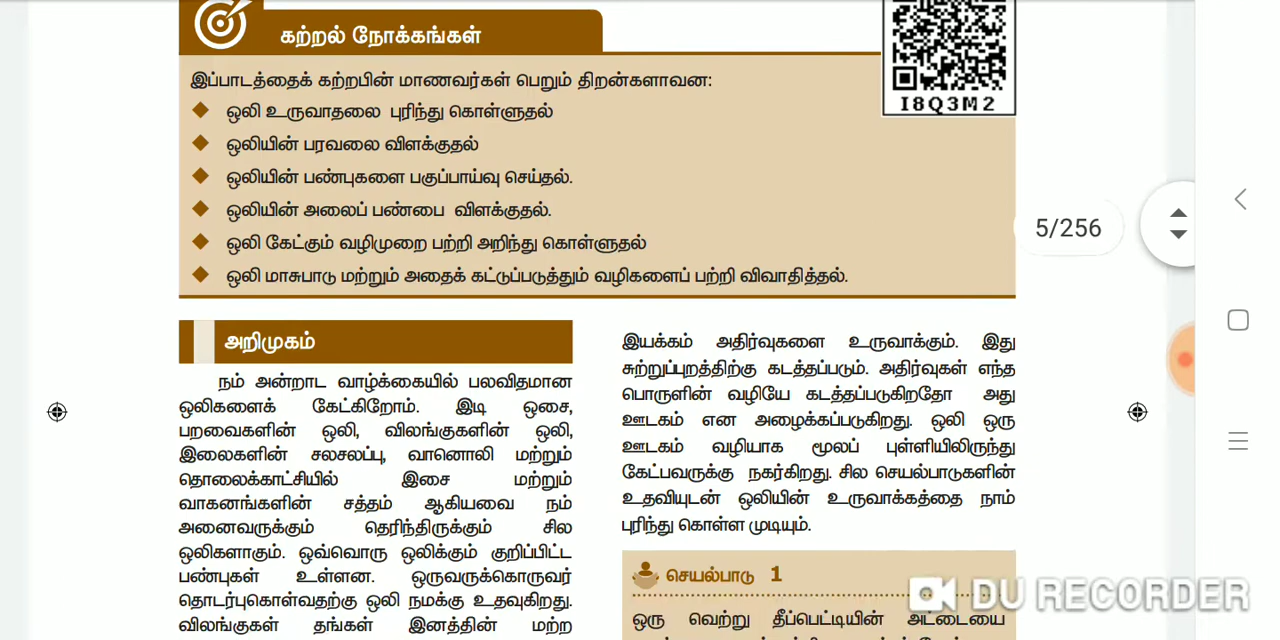 கற்றல் நோக்கங்கள்
I8Q3M2
இப்பாடத்தைக் கற்றபின் மாணவர்கள் பெறும் திறன்களாவன:
ஒலி உருவாதலை புரிந்து கொள்ளுதல்
ஒலியின் பரவலை விளக்குதல்
ஒலியின் பண்புகளை பகுப்பாய்வு செய்தல்.
ஒலியின் அலைப் பண்பை விளக்குதல்.
ஒலி கேட்கும் வழிமுறை பற்றி அறிந்து கொள்ளுதல்
ஒலி மாசுபாடு மற்றும் அதைக் கட்டுப்படுத்தும் வழிகளைப் பற்றி விவாதித்தல்.
5/256
அறிமுகம்
நம் அன்றாட வாழ்க்கையில் பலவிதமான
ஒலிகளைக் கேட்கிறோம். இடி ஒசை,
பறவைகளின் ஒலி, விலங்குகளின் ஒலி,
இலைகளின் சலசலப்பு, வானொலி மற்றும்
தொலைக்காட்சியில் இசை மற்றும்
வாகனங்களின் சத்தம் ஆகியவை நம்
அனைவருக்கும் தெரிந்திருக்கும் சில
ஒலிகளாகும். ஒவ்வொரு ஒலிக்கும் குறிப்பிட்ட
பண்புகள் உள்ளன. ஒருவருக்கொருவர்
தொடர்புகொள்வதற்கு ஒலி நமக்கு உதவுகிறது.
விலங்குகள் தங்கள் இனத்தின் மற்ற
இயக்கம் அதிர்வுகளை உருவாக்கும். இது
சுற்றுப்புறத்திற்கு கடத்தப்படும். அதிர்வுகள் எந்த
பொருளின் வழியே கடத்தப்படுகிறதோ அது
ஊடகம் என அழைக்கப்படுகிறது. ஒலி ஒரு
ஊடகம் வழியாக மூலப் புள்ளியிலிருந்து
கேட்பவருக்கு நகர்கிறது. சில செயல்பாடுகளின்
உதவியுடன் ஒலியின் உருவாக்கத்தை நாம்
புரிந்து கொள்ள முடியும்.
செயல்பாடு 1
ஒரு வெற்று தீப்பெட்டியின் அட்டையை
DU RECORDER